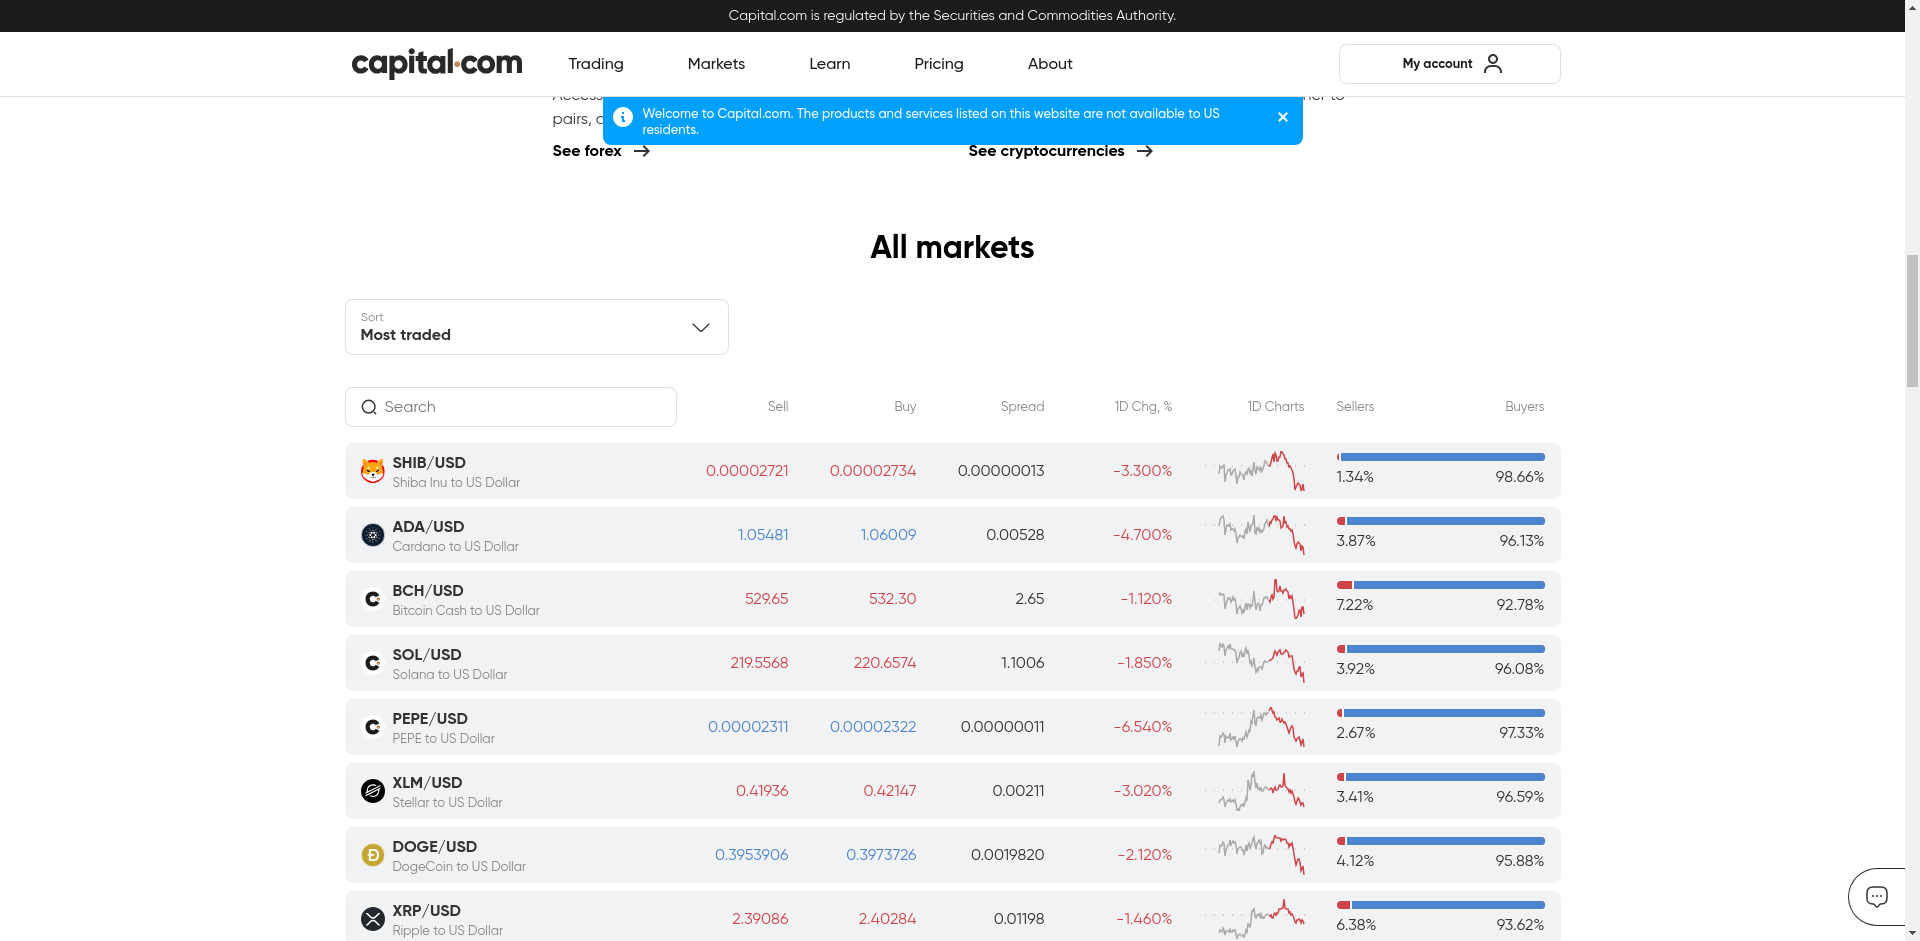 Capital.com is regulated by the Securities and Commodities Authority.
capital.com
Trading
Markets
Learn
Pricing
About
My account
Welcome to Capital.com. The products and services listed on this website are not available to US
residents.
pairs,
See forex
See cryptocurrencies
All markets
Sort
Most traded
Search
Sell
Buy
Spread
1D Chg, %
1D Charts
Sellers
Buyers
SHIB/USD
Shiba Inu to US Dollar
0.00002721
0.00002734
0.00000013
-3.300%
1.34%
98.66%
ADA/USD
Cardano to US Dollar
1.05481
1.06009
0.00528
-4.700%
3.87%
96.13%
BCH/USD
Bitcoin Cash to US Dollar
529.65
532.30
2.65
-1.120%
7.22%
92.78%
SOL/USD
Solana to US Dollar
219.5568
220.6574
1.1006
-1.850%
3.92%
96.08%
PEPE/USD
PEPE to US Dollar
0.00002311
0.00002322
0.00000011
-6.540%
2.67%
97.33%
XLM/USD
Stellar to US Dollar
0.41936
0.42147
0.00211
-3.020%
3.41%
96.59%
DOGE/USD
DogeCoin to US Dollar
0.3953906
0.3973726
0.0019820
-2.120%
4.12%
95.88%
XRP/USD
Ripple to US Dollar
2.39086
2.40284
0.01198
-1.460%
6.38%
93.62%